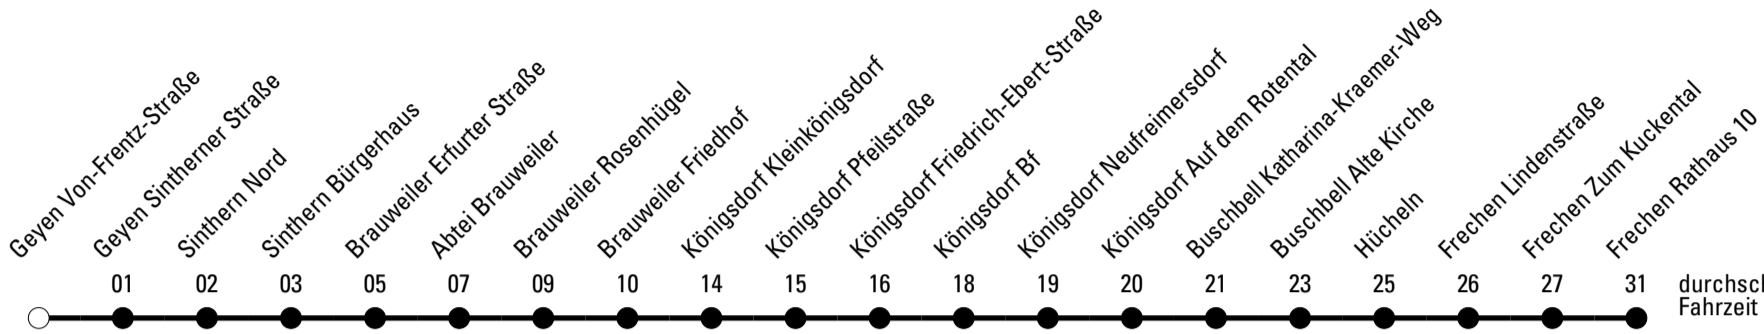 Geyen Von-Frentz-Straße
Geyen Sintherner Straße
Sinthern Nord
Sinthern Bürgerhaus
Brauweiler Erfurter Straße
Abtei Brauweiler
Brauweiler Rosenhügel
Brauweiler Friedhof
Königsdorf Kleinkönigsdorf
Königsdorf Pfeilstraße
Königsdorf Friedrich-Ebert-Straße
Königsdorf Bf
Königsdorf Neufreimersdorf
Königsdorf Auf dem Rotental
Buschbell Katharina-Kraemer-Weg
Buschbell Alte Kirche
Hücheln
Frechen Lindenstraße
Frechen Zum Kuckental
Frechen Rathaus 10
01 02 03 05 07 09 10 14 15 16 18 19 20 21 23 25 26 27 31
durchscl
Fahrzeit